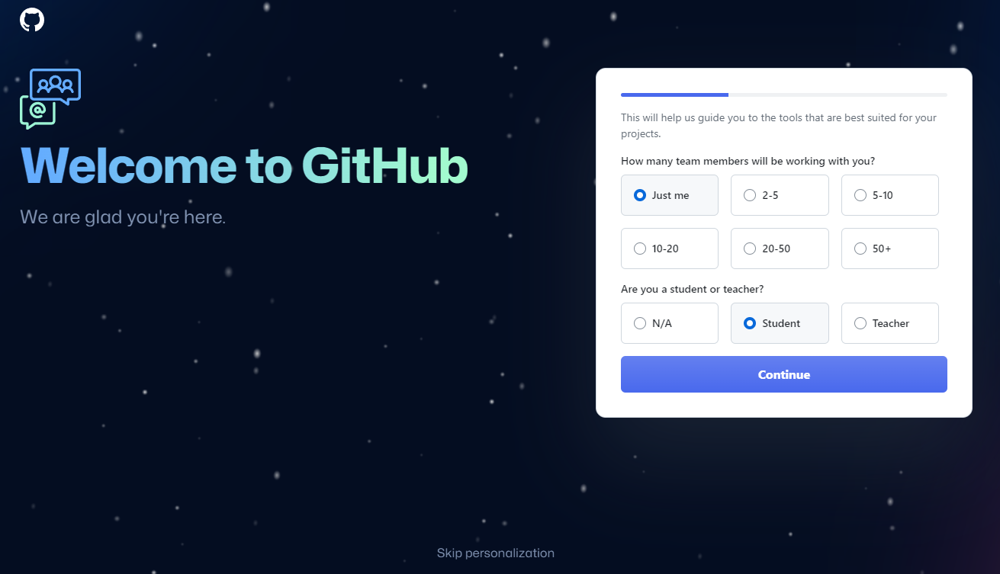 Welcome to GitHub
We are glad you're here.
This will help us guide you to the tools that are best suited for your
projects.
How many team members will be working with you?
Just me
2-5
5-10
10-20
20-50
50+
Are you a student or teacher?
N/A
Student
Teacher
Continue
Skip personalization